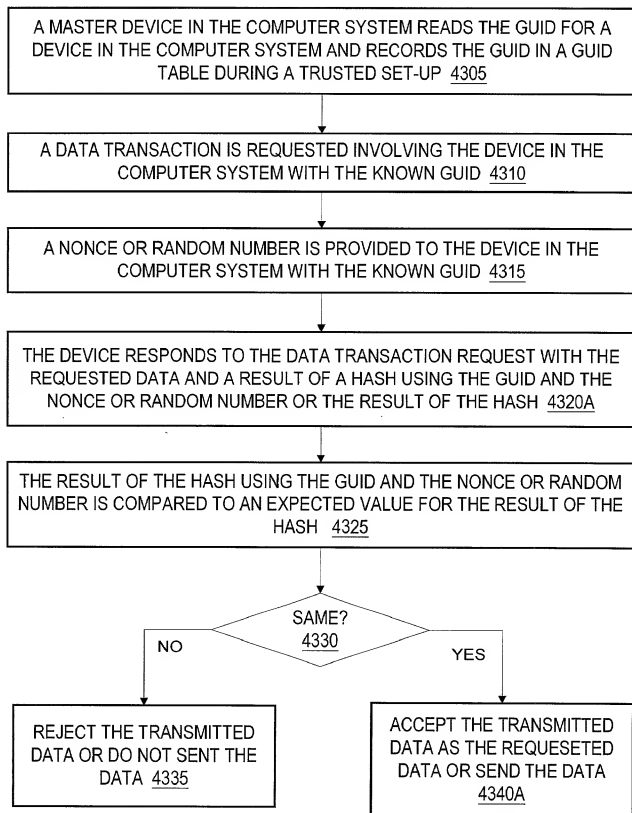 A MASTER DEVICE IN THE COMPUTER SYSTEM READS THE GUID FOR A
DEVICE IN THE COMPUTER SYSTEM AND RECORDS THE GUID IN A GUID
TABLE DURING A TRUSTED SET-UP 4305
A DATA TRANSACTION IS REQUESTED INVOLVING THE DEVICE IN THE
COMPUTER SYSTEM WITH THE KNOWN GUID 4310
A NONCE OR RANDOM NUMBER IS PROVIDED TO THE DEVICE IN THE
COMPUTER SYSTEM WITH THE KNOWN GUID 4315
THE DEVICE RESPONDS TO THE DATA TRANSACTION REQUEST WITH THE
REQUESTED DATA AND A RESULT OF A HASH USING THE GUID AND THE
NONCE OR RANDOM NUMBER OR THE RESULT OF THE HASH 4320A
THE RESULT OF THE HASH USING THE GUID AND THE NONCE OR RANDOM
NUMBER IS COMPARED TO AN EXPECTED VALUE FOR THE RESULT OF THE
HASH 4325
SAME?
4330
NO
YES
REJECT THE TRANSMITTED
DATA OR DO NOT SENT THE
DATA 4335
ACCEPT THE TRANSMITTED
DATA AS THE REQUESETED
DATA OR SEND THE DATA
4340A